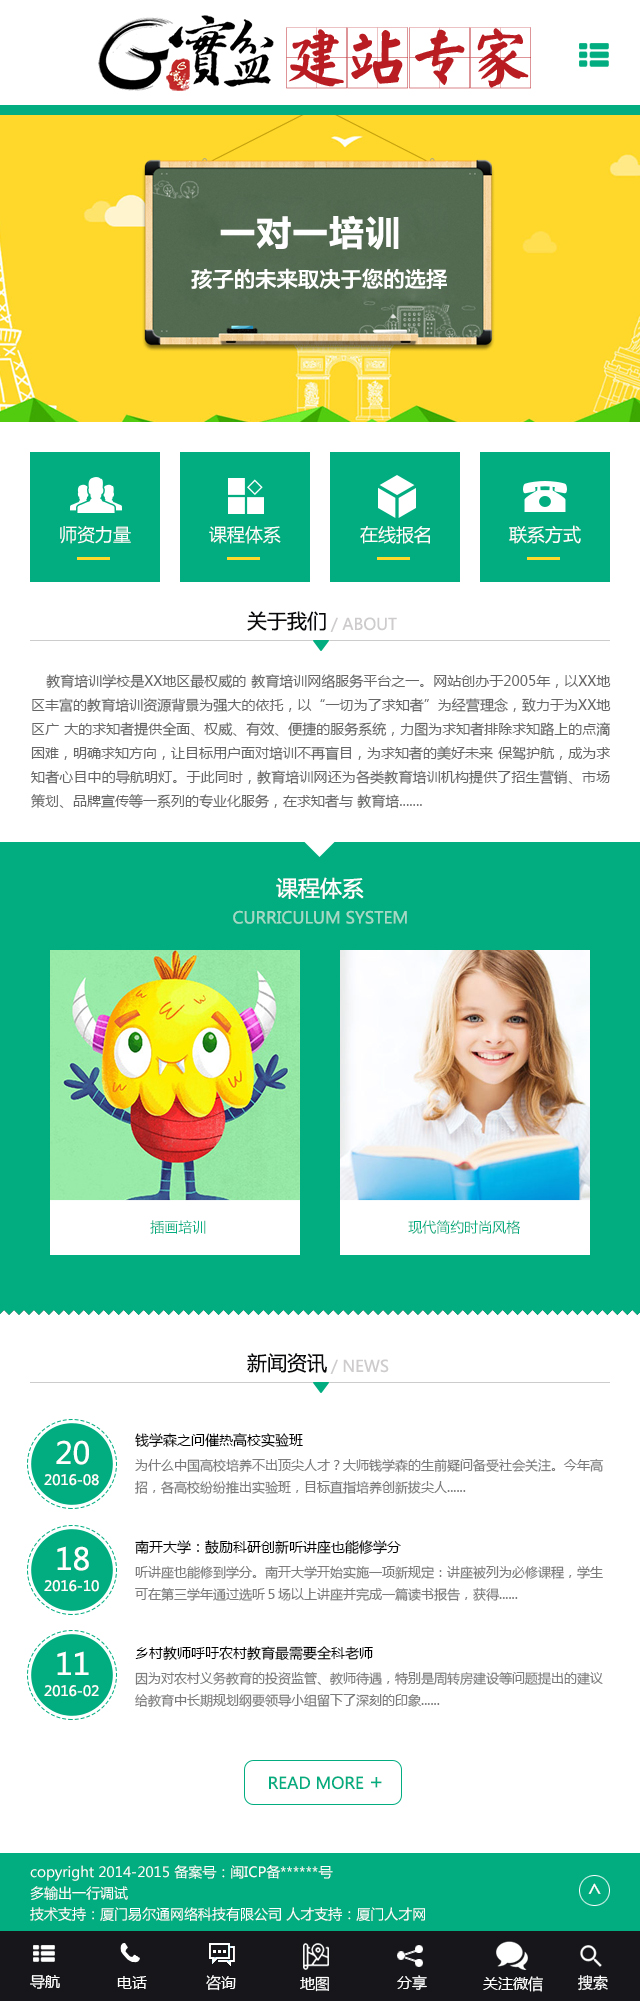 G寶盆 建站专家
一对一培训
孩子的未来取决于您的选择
师资力量 课程体系 在线报名 联系方式
关于我们 / ABOUT
教育培训学校是XX地区最权威的 教育培训网络服务平台之一。网站创办于2005年，以XX地
区丰富的教育培训资源背景为强大的依托，以“一切为了求知者”为经营理念，致力于为XX地
区广 大的求知者提供全面、权威、有效、便捷的服务系统，力图为求知者排除求知路上的点滴
困难，明确求知方向，让目标用户面对培训不再盲目，为求知者的美好未来 保驾护航，成为求
知者心目中的导航明灯。于此同时，教育培训网还为各类教育培训机构提供了招生营销、市场
策划、品牌宣传等一系列的专业化服务，在求知者与 教育培.......
课程体系
CURRICULUM SYSTEM
插画培训 现代简约时尚风格
新闻资讯 / NEWS
20
2016-08
钱学森之问催热高校实验班
为什么中国高校培养不出顶尖人才？大师钱学森的生前疑问备受社会关注。今年高
招，各高校纷纷推出实验班，目标直指培养创新拔尖人......
18
2016-10
南开大学：鼓励科研创新听讲座也能修学分
听讲座也能修到学分。南开大学开始实施一项新规定：讲座被列为必修课程，学生
可在第三学年通过选听５场以上讲座并完成一篇读书报告，获得......
11
2016-02
乡村教师呼吁农村教育最需要全科老师
因为对农村义务教育的投资监管、教师待遇，特别是周转房建设等问题提出的建议
给教育中长期规划纲要领导小组留下了深刻的印象......
READ MORE +
copyright 2014-2015 备案号：闽ICP备******号
多输出一行调试
技术支持：厦门易尔通网络科技有限公司 人才支持：厦门人才网
导航 电话 咨询 地图 分享 关注微信 搜索